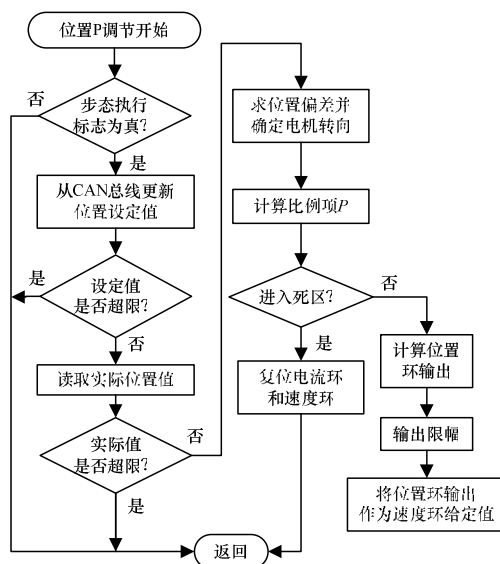 位置P调节开始
否
步态执行
标志为真?
是
从CAN总线更新
位置设定值
是
设定值
是否超限?
否
读取实际位置值
实际值
是否超限?
否
是
求位置偏差并
确定电机转向
计算比例项P
进入死区?
否
是
复位电流环
和速度环
计算位置
环输出
输出限幅
将位置环输出
作为速度环给定值
返回